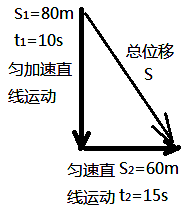 S1=80m
t1=10s
匀加速直
线运动
总位移
S
匀速直 S2=60m
线运动 t2=15s